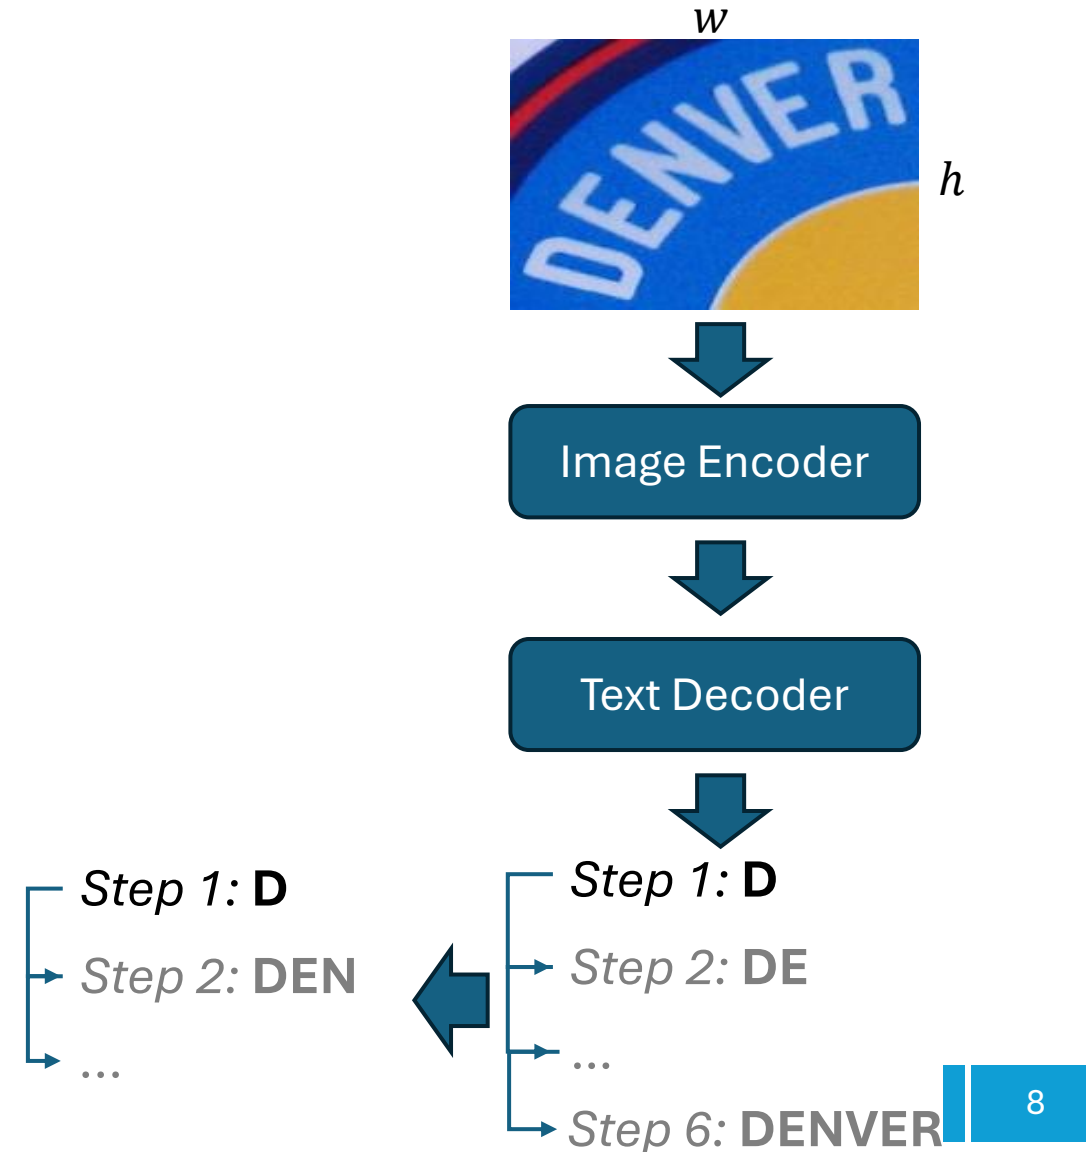 w
DENVER
h
Image Encoder
Text Decoder
Step 1: D
Step 2: DEN
...
Step 1: D
Step 2: DE
...
Step 6: DENVER
8